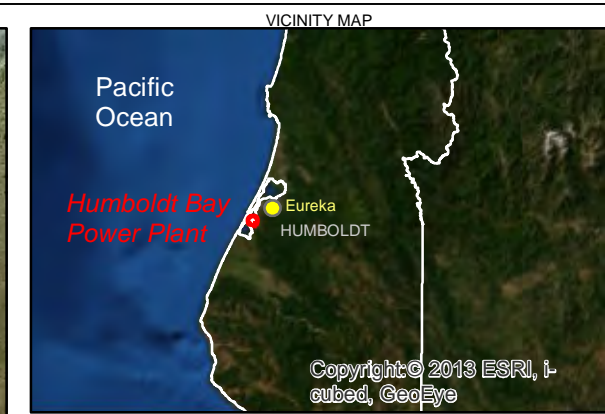 VICINITY MAP
Pacific
Ocean
Humboldt Bay
Power Plant
Eureka
HUMBOLDT
Copyright:© 2013 ESRI, i-
cubed, GeoEye